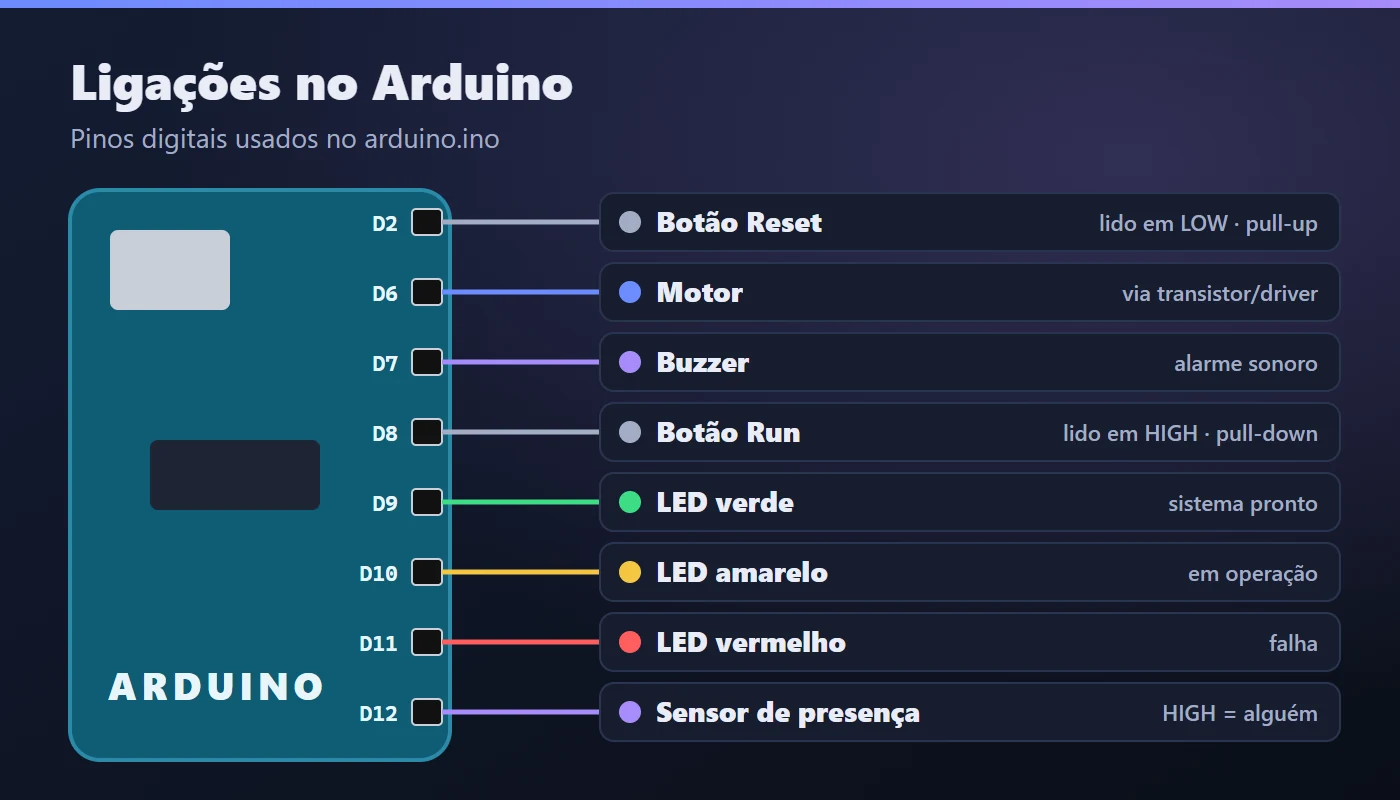 Ligações no Arduino
Pinos digitais usados no arduino.ino
D2 Botão Reset lido em LOW · pull-up
D6 Motor via transistor/driver
D7 Buzzer alarme sonoro
D8 Botão Run lido em HIGH · pull-down
D9 LED verde sistema pronto
D10 LED amarelo em operação
D11 LED vermelho falha
ARDUINO
D12 Sensor de presença HIGH = alguém